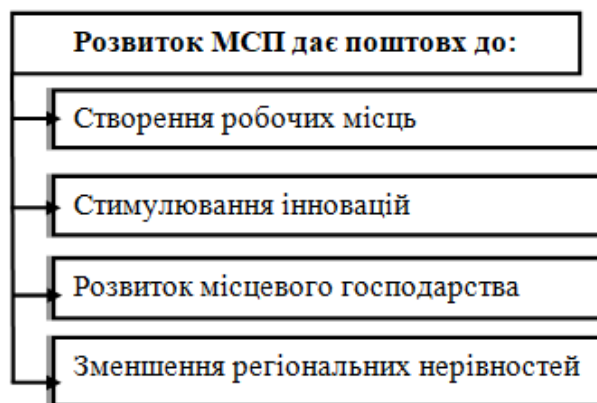 Розвиток МСП дає поштовх до:
Створення робочих місць
Стимулювання інновацій
Розвиток місцевого господарства
Зменшення регіональних нерівностей